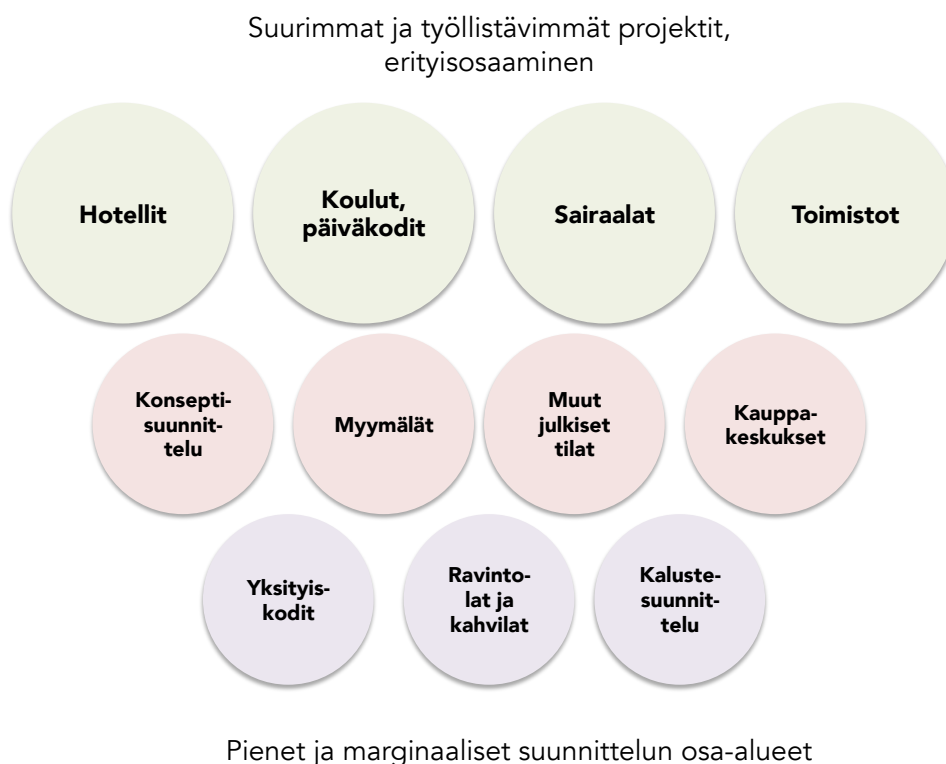 Suurimmat ja työllistävimmät projektit,
erityisosaaminen
Hotellit
Koulut,
päiväkodit
Sairaalat
Toimistot
Konsepti-
suunnit-
telu
Myymälät
Muut
julkiset
tilat
Kauppa-
keskukset
Yksityis-
kodit
Ravinto-
lat ja
kahvilat
Kaluste-
suunnit-
telu
Pienet ja marginaaliset suunnittelun osa-alueet